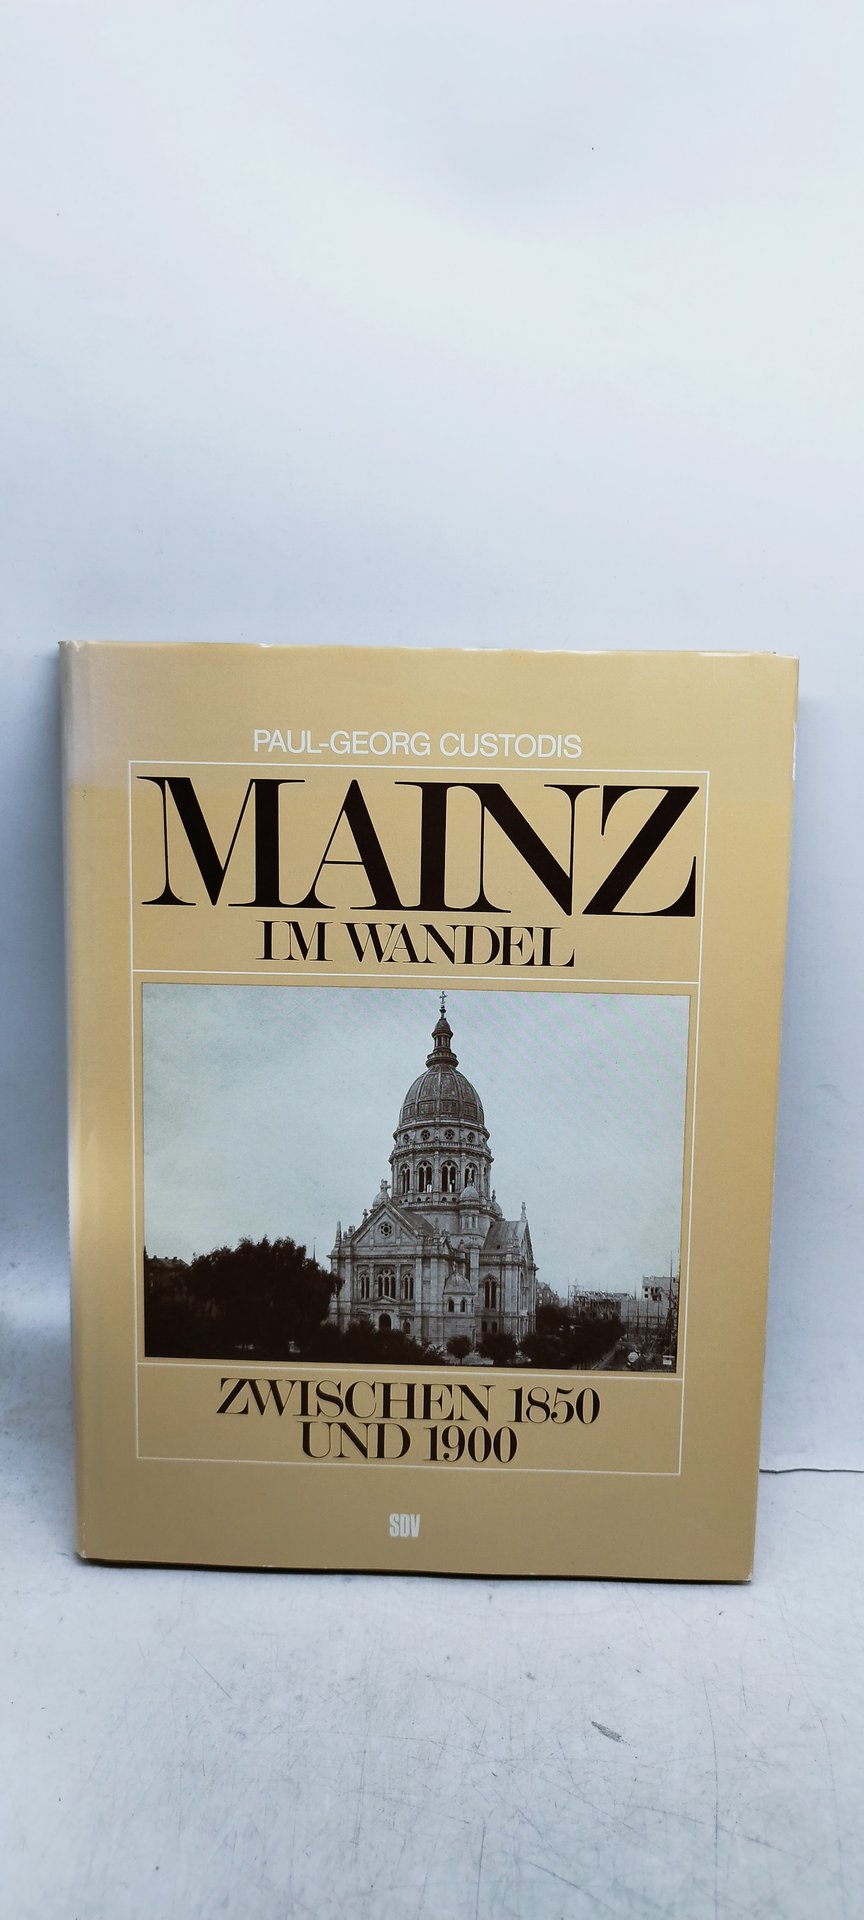 PAUL-GEORG CUSTODIS
MAINZ
IM WANDEL
ZWISCHEN 1850
UND 1900
SDV